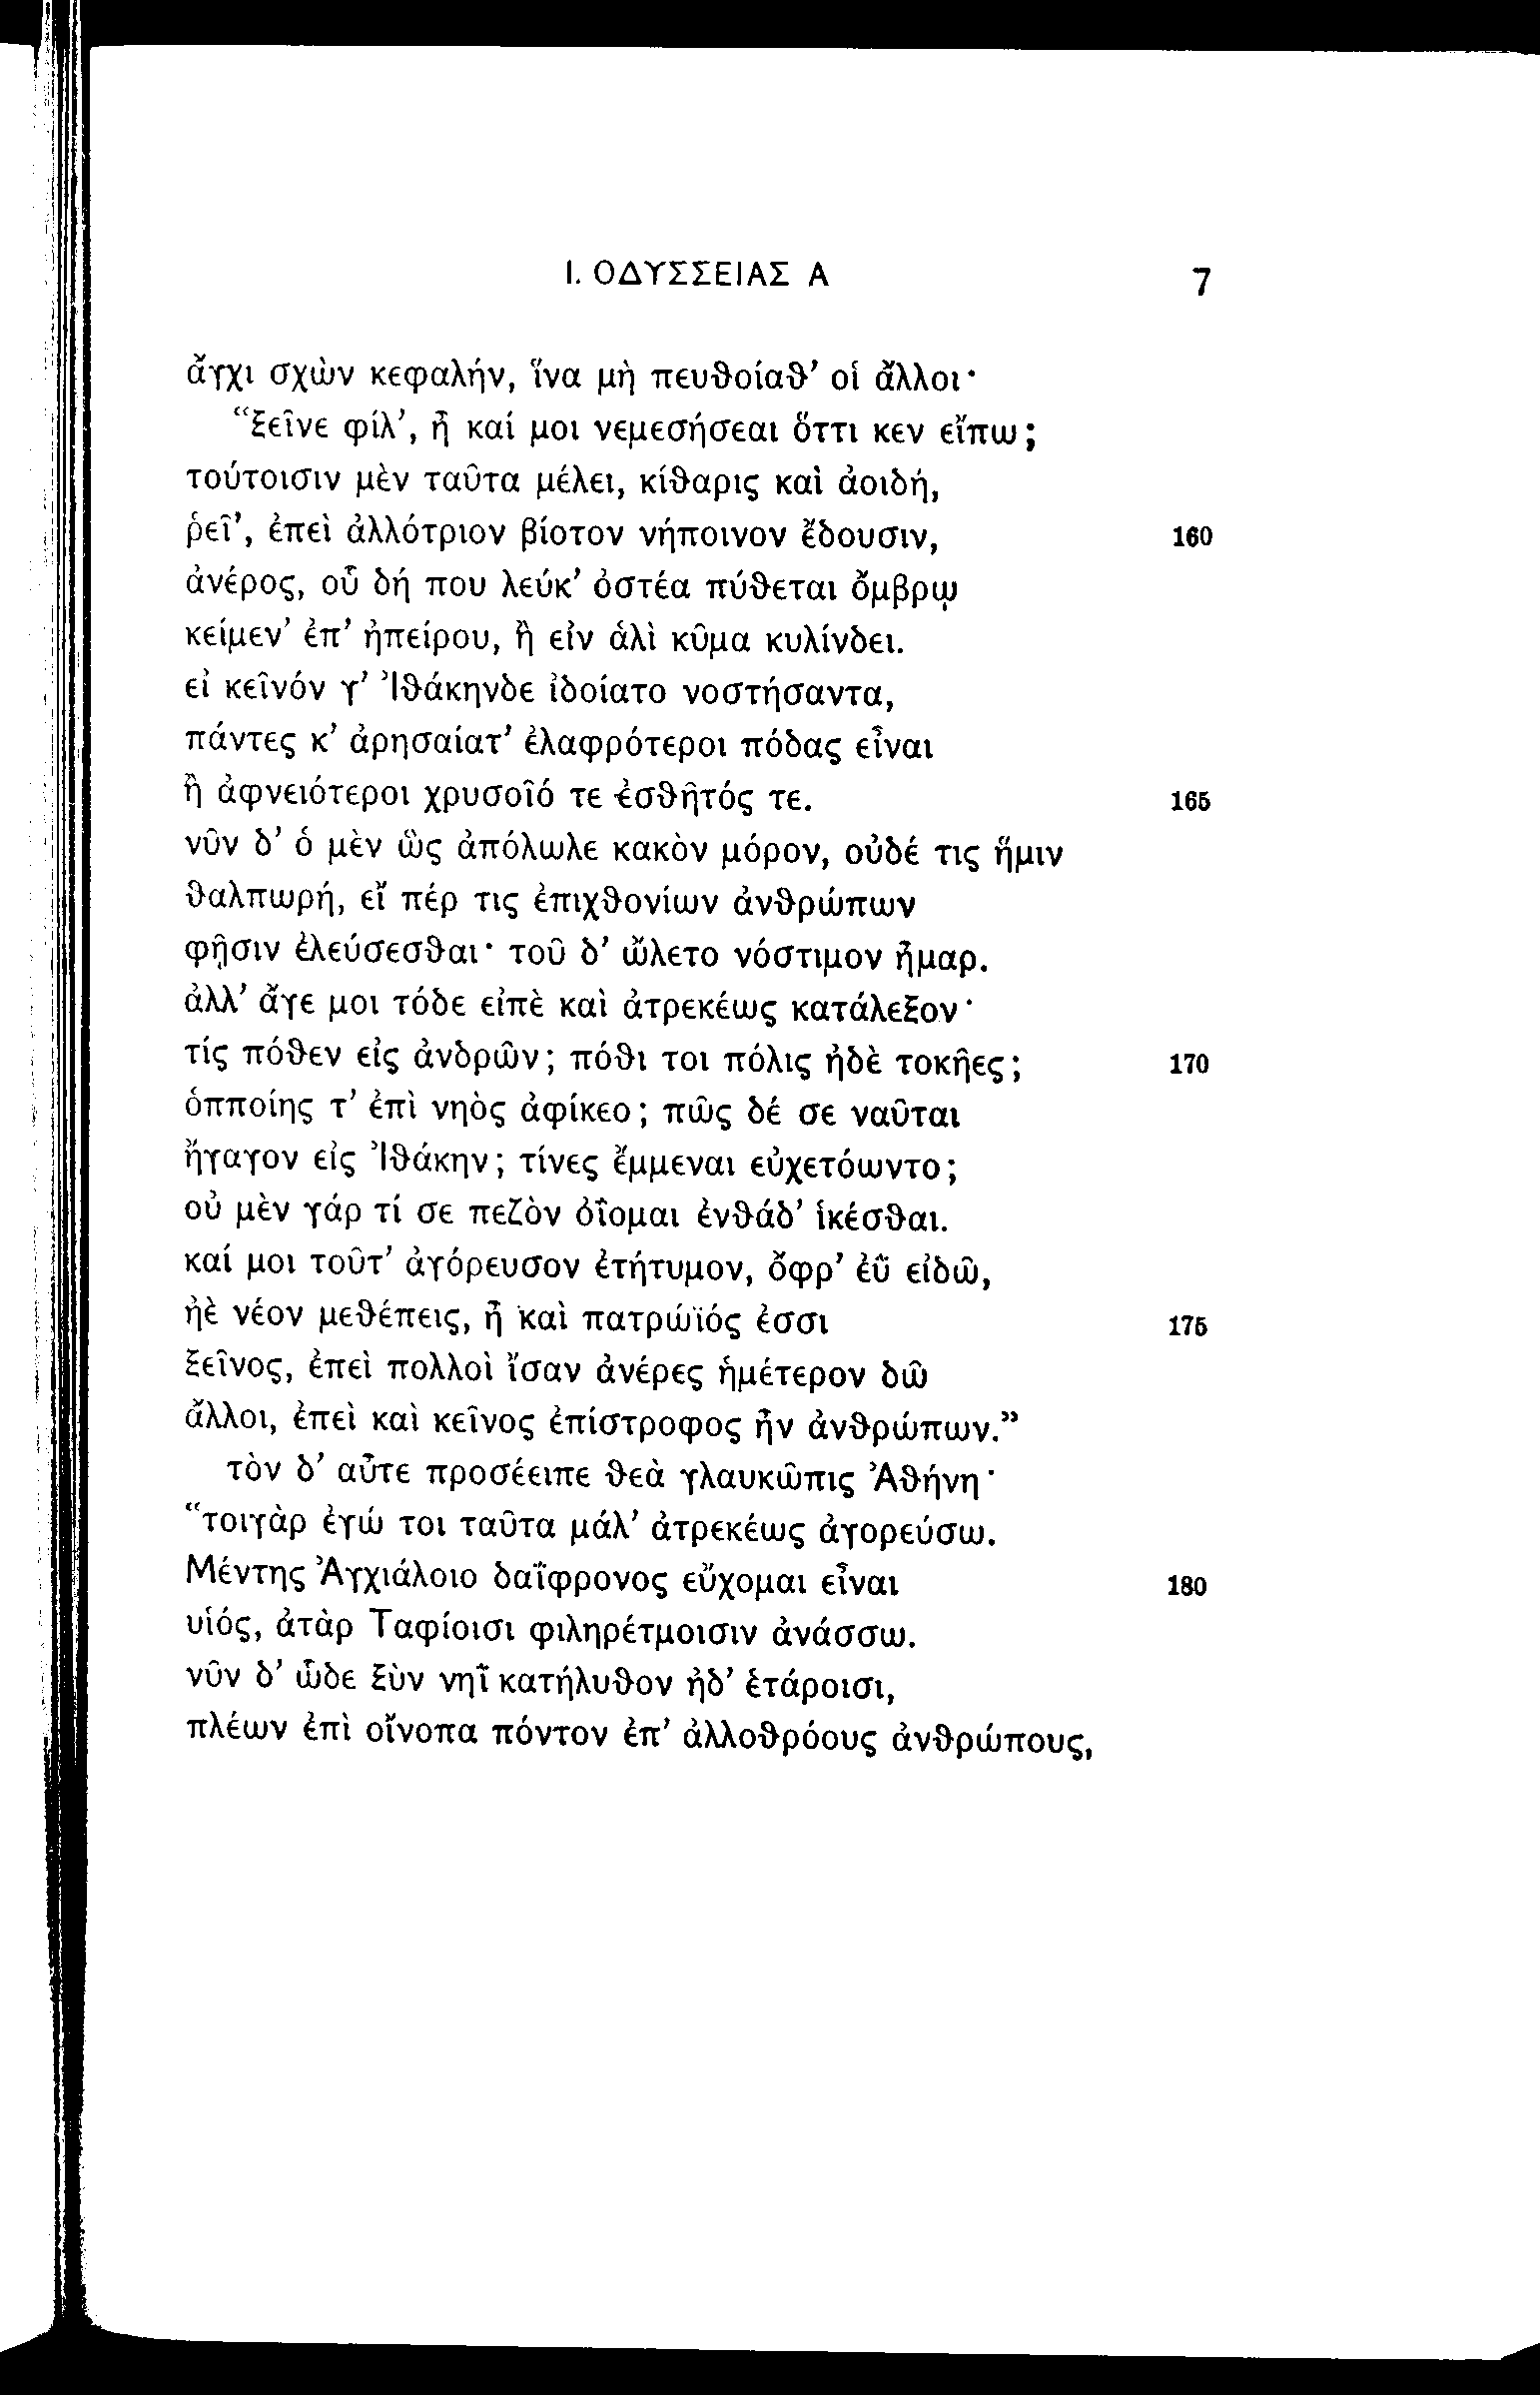 I. ΟΔΥΣΣΕΙΑΣ Α 7
ἄγχι σχὼν κεφαλήν, ἵνα μὴ πευθοίαθ’ οἱ ἄλλοι·
“ξεῖνε φίλ’, ἦ καί μοι νεμεσήσεαι ὅττι κεν εἴπω;
τούτοισιν μὲν ταῦτα μέλει, κίθαρις καὶ ἀοιδή,
ῥεῖ’, ἐπεὶ ἀλλότριον βίοτον νήποινον ἔδουσιν, 160
ἀνέρος, οὗ δή που λεύκ’ ὀστέα πύθεται ὄμβρῳ
κείμεν’ ἐπ’ ἠπείρου, ἢ εἰν ἁλὶ κῦμα κυλίνδει.
εἰ κεῖνόν γ’ Ἰθάκηνδε ἰδοίατο νοστήσαντα,
πάντες κ’ ἀρησαίατ’ ἐλαφρότεροι πόδας εἶναι
ἢ ἀφνειότεροι χρυσοῖό τε ἐσθῆτός τε. 165
νῦν δ’ ὁ μὲν ὣς ἀπόλωλε κακὸν μόρον, οὐδέ τις ἥμιν
θαλπωρή, εἴ πέρ τις ἐπιχθονίων ἀνθρώπων
φῇσιν ἐλεύσεσθαι· τοῦ δ’ ὤλετο νόστιμον ἦμαρ.
ἀλλ’ ἄγε μοι τόδε εἰπὲ καὶ ἀτρεκέως κατάλεξον·
τίς πόθεν εἰς ἀνδρῶν; πόθι τοι πόλις ἠδὲ τοκῆες; 170
ὁπποίης τ’ ἐπὶ νηὸς ἀφίκεο; πῶς δέ σε ναῦται
ἤγαγον εἰς Ἰθάκην; τίνες ἔμμεναι εὐχετόωντο;
οὐ μὲν γάρ τί σε πεζὸν ὀΐομαι ἐνθάδ’ ἱκέσθαι.
καί μοι τοῦτ’ ἀγόρευσον ἐτήτυμον, ὄφρ’ ἐῢ εἰδῶ,
ἠὲ νέον μεθέπεις, ἦ καὶ πατρώϊός ἐσσι 175
ξεῖνος, ἐπεὶ πολλοὶ ἴσαν ἀνέρες ἡμέτερον δῶ
ἄλλοι, ἐπεὶ καὶ κεῖνος ἐπίστροφος ἦν ἀνθρώπων.”
τὸν δ’ αὖτε προσέειπε θεὰ γλαυκῶπις Ἀθήνη·
“τοιγὰρ ἐγώ τοι ταῦτα μάλ’ ἀτρεκέως ἀγορεύσω.
Μέντης Ἀγχιάλοιο δαΐφρονος εὔχομαι εἶναι 180
υἱός, ἀτὰρ Ταφίοισι φιληρέτμοισιν ἀνάσσω.
νῦν δ’ ὧδε ξὺν νηῒ κατήλυθον ἠδ’ ἑτάροισι,
πλέων ἐπὶ οἴνοπα πόντον ἐπ’ ἀλλοθρόους ἀνθρώπους,